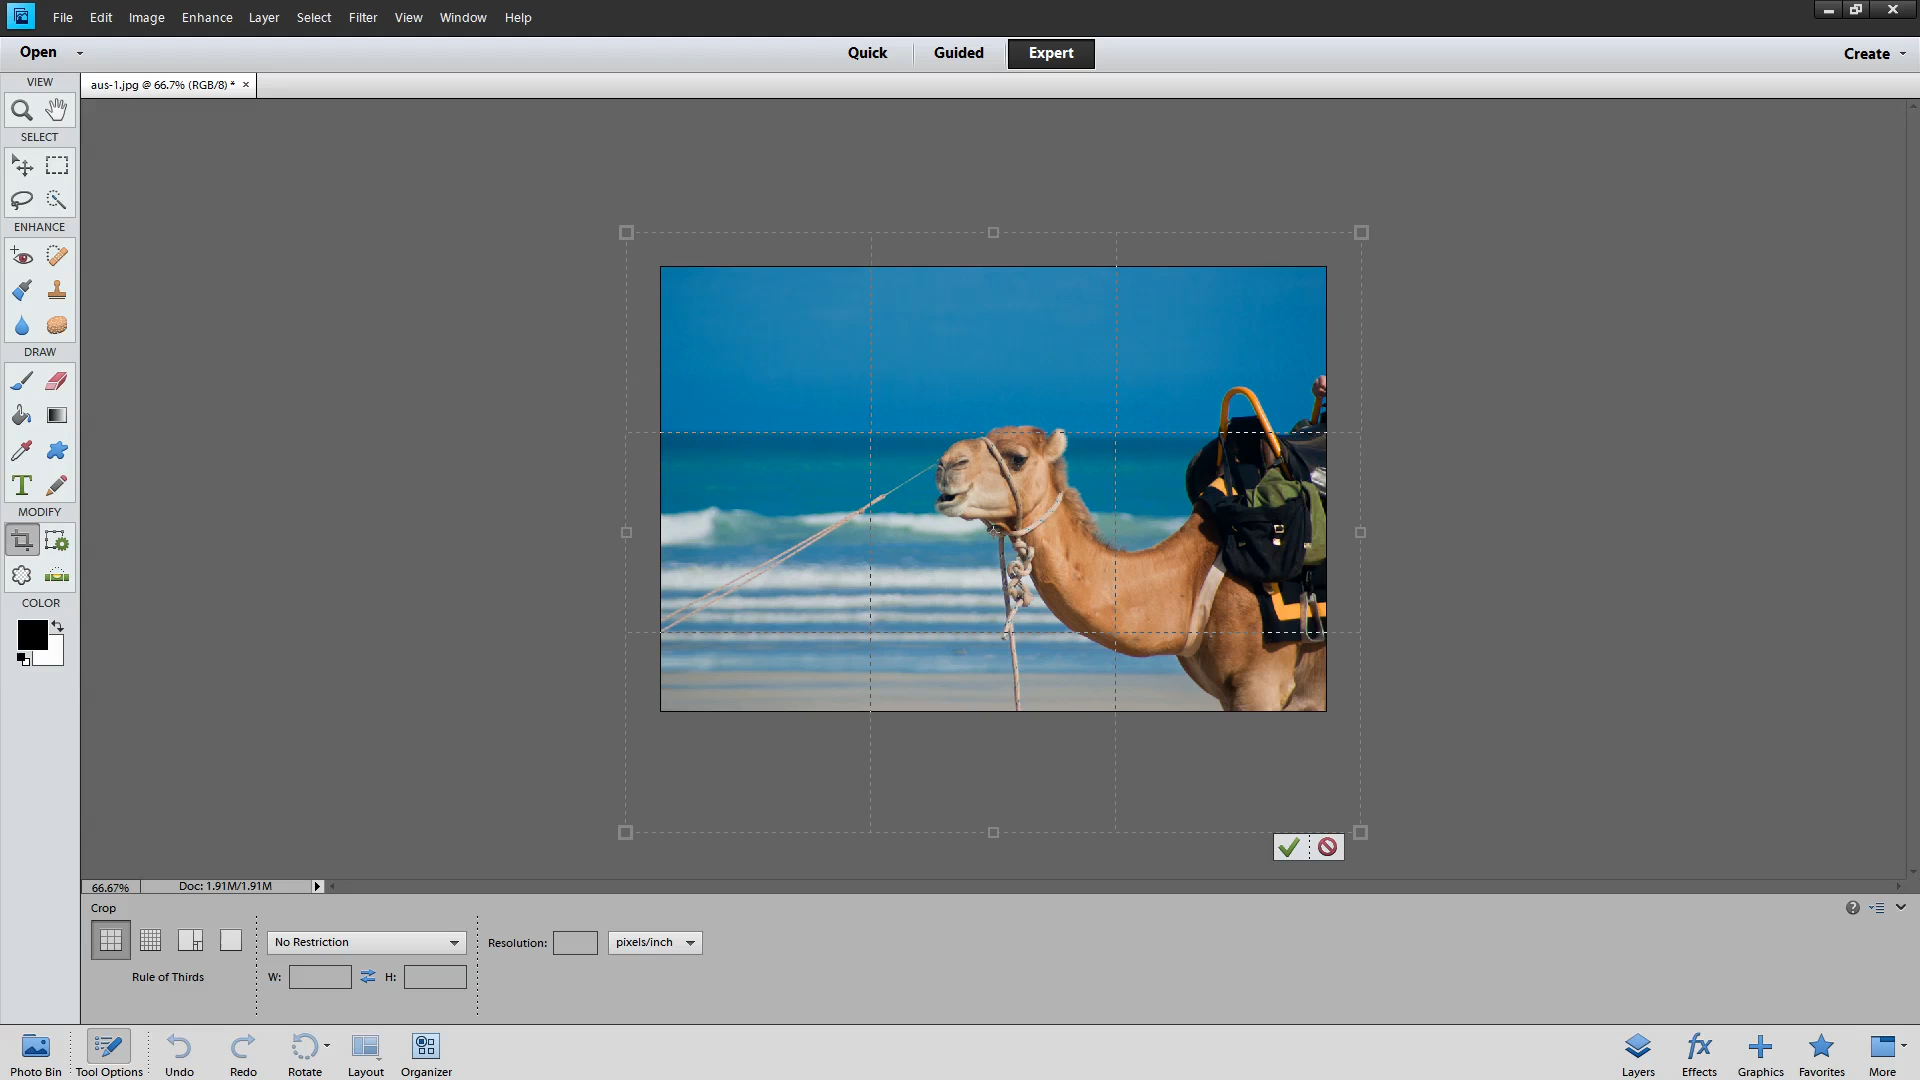 File Edit Image Enhance Layer Select Filter View Window Help
Open Quick Guided Expert Create
VIEW aus-1.jpg @ 66.7% (RGB/8) * ×
SELECT
ENHANCE
DRAW
T
MODIFY
COLOR
66.67% Doc: 1.91M/1.91M
Crop ?
No Restriction Resolution: pixels/inch
Rule of Thirds W: H:
fx
Photo Bin Tool Options Undo Redo Rotate Layout Organizer Layers Effects Graphics Favorites More